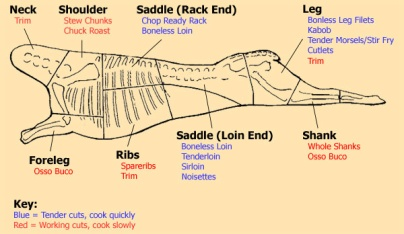 Neck
Trim
Shoulder
Stew Chunks
Chuck Roast
Saddle (Rack End)
Chop Ready Rack
Boneless Loin
Leg
Bonless Leg Filets
Kabob
Tender Morsels/Stir Fry
Cutlets
Trim
Foreleg
Osso Buco
Ribs
Spareribs
Trim
Saddle (Loin End)
Boneless Loin
Tenderloin
Sirloin
Noisettes
Shank
Whole Shanks
Osso Buco
Key:
Blue = Tender cuts, cook quickly
Red = Working cuts, cook slowly